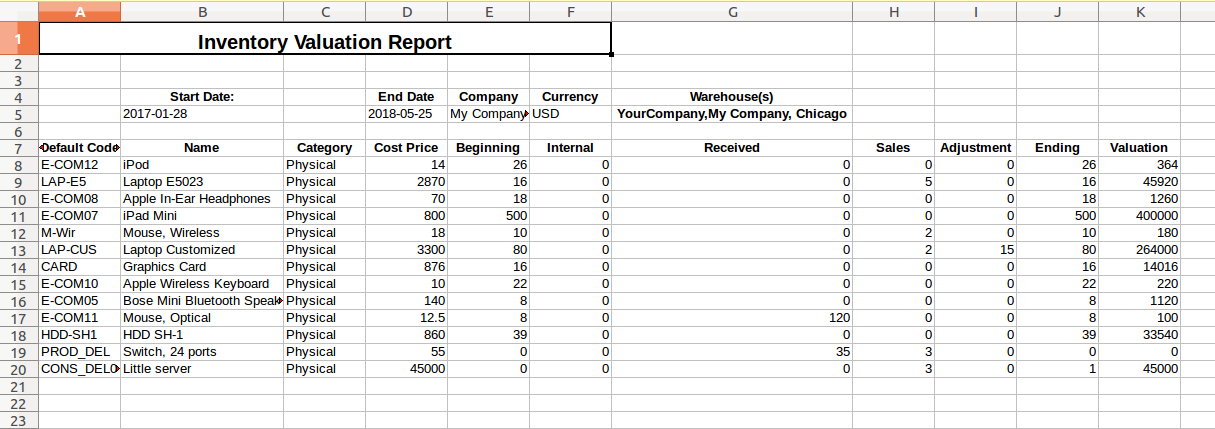 A B C D E F G H I J K
1 Inventory Valuation Report
2
3
4 Start Date: End Date Company Currency Warehouse(s)
5 2017-01-28 2018-05-25 My Company USD YourCompany,My Company, Chicago
6
7 Default Code Name Category Cost Price Beginning Internal Received Sales Adjustment Ending Valuation
8 E-COM12 iPod Physical 14 26 0 0 0 0 26 364
9 LAP-E5 Laptop E5023 Physical 2870 16 0 0 5 0 16 45920
10 E-COM08 Apple In-Ear Headphones Physical 70 18 0 0 0 0 18 1260
11 E-COM07 iPad Mini Physical 800 500 0 0 0 0 500 400000
12 M-Wir Mouse, Wireless Physical 18 10 0 0 2 0 10 180
13 LAP-CUS Laptop Customized Physical 3300 80 0 0 2 15 80 264000
14 CARD Graphics Card Physical 876 16 0 0 0 0 16 14016
15 E-COM10 Apple Wireless Keyboard Physical 10 22 0 0 0 0 22 220
16 E-COM05 Bose Mini Bluetooth Speak Physical 140 8 0 0 0 0 8 1120
17 E-COM11 Mouse, Optical Physical 12.5 8 0 120 0 0 8 100
18 HDD-SH1 HDD SH-1 Physical 860 39 0 0 0 0 39 33540
19 PROD_DEL Switch, 24 ports Physical 55 0 0 35 3 0 0 0
20 CONS_DEL0 Little server Physical 45000 0 0 0 3 0 1 45000
21
22
23